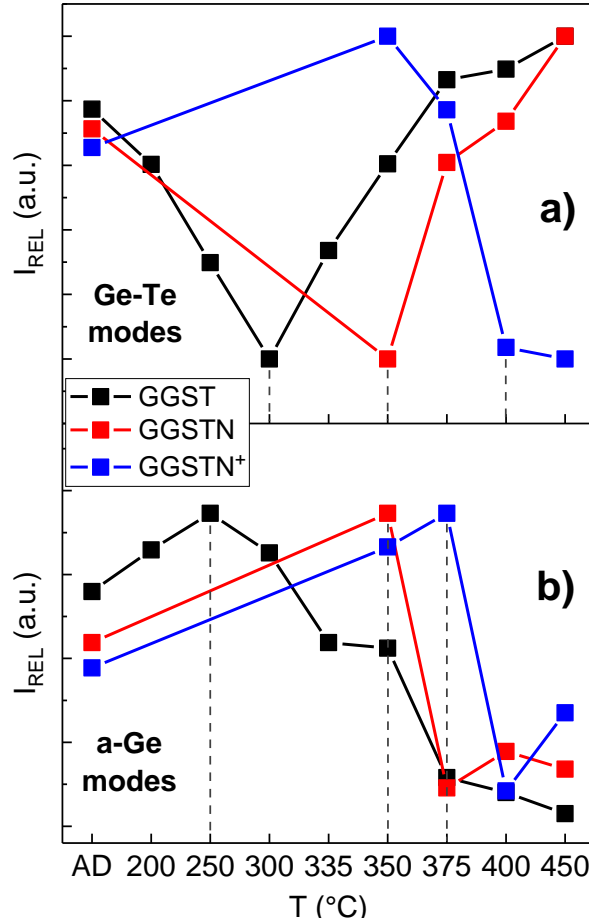 I_REL (a.u.)
a)
Ge-Te
modes
GGST
GGSTN
GGSTN⁺
I_REL (a.u.)
b)
a-Ge
modes
AD 200 250 300 335 350 375 400 450
T (°C)